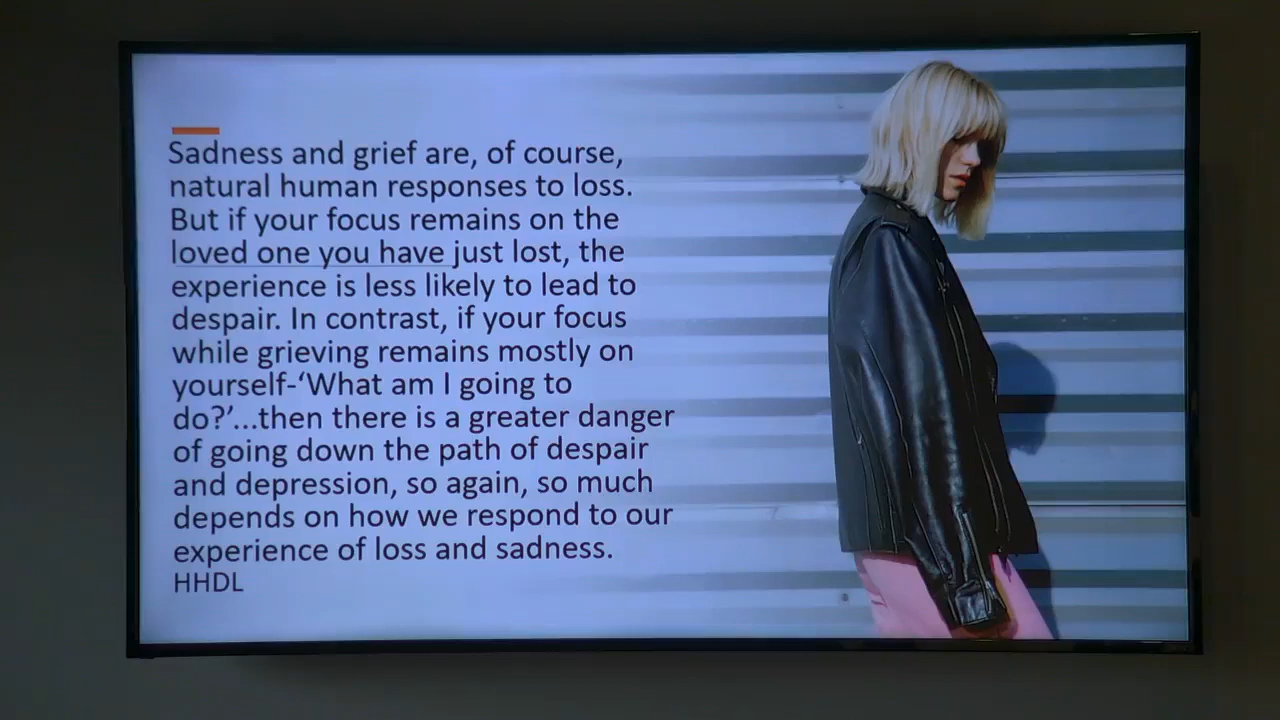 Sadness and grief are, of course,
natural human responses to loss.
But if your focus remains on the
loved one you have just lost, the
experience is less likely to lead to
despair. In contrast, if your focus
while grieving remains mostly on
yourself-‘What am I going to
do?’...then there is a greater danger
of going down the path of despair
and depression, so again, so much
depends on how we respond to our
experience of loss and sadness.
HHDL